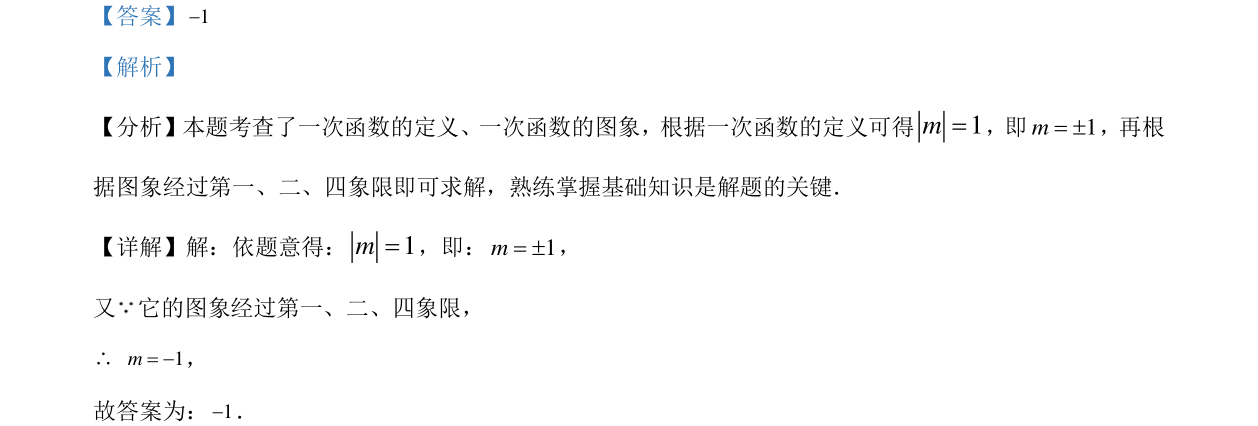 【答案】−1
【解析】
【分析】本题考查了一次函数的定义、一次函数的图象，根据一次函数的定义可得|m|=1，即m=±1，再根
据图象经过第一、二、四象限即可求解，熟练掌握基础知识是解题的关键．
【详解】解：依题意得：|m|=1，即：m=±1，
又∵它的图象经过第一、二、四象限，
∴ m=−1，
故答案为：−1．